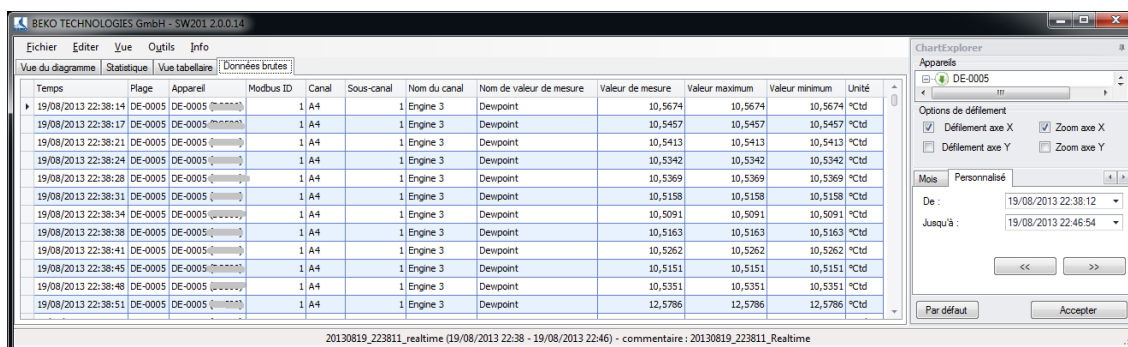 BEKO TECHNOLOGIES GmbH - SW201 2.0.0.14
Fichier Editer Vue Outils Info
Vue du diagramme Statistique Vue tabellaire Données brutes
Temps Plage Appareil Modbus ID Canal Sous-canal Nom du canal Nom de valeur de mesure Valeur de mesure Valeur maximum Valeur minimum Unité
19/08/2013 22:38:14 DE-0005 DE-0005 1 A4 1 Engine 3 Dewpoint 10,5674 10,5674 10,5674 °Ctd
19/08/2013 22:38:17 DE-0005 DE-0005 1 A4 1 Engine 3 Dewpoint 10,5457 10,5457 10,5457 °Ctd
19/08/2013 22:38:21 DE-0005 DE-0005 1 A4 1 Engine 3 Dewpoint 10,5413 10,5413 10,5413 °Ctd
19/08/2013 22:38:24 DE-0005 DE-0005 1 A4 1 Engine 3 Dewpoint 10,5342 10,5342 10,5342 °Ctd
19/08/2013 22:38:28 DE-0005 DE-0005 1 A4 1 Engine 3 Dewpoint 10,5369 10,5369 10,5369 °Ctd
19/08/2013 22:38:31 DE-0005 DE-0005 1 A4 1 Engine 3 Dewpoint 10,5158 10,5158 10,5158 °Ctd
19/08/2013 22:38:34 DE-0005 DE-0005 1 A4 1 Engine 3 Dewpoint 10,5091 10,5091 10,5091 °Ctd
19/08/2013 22:38:38 DE-0005 DE-0005 1 A4 1 Engine 3 Dewpoint 10,5163 10,5163 10,5163 °Ctd
19/08/2013 22:38:41 DE-0005 DE-0005 1 A4 1 Engine 3 Dewpoint 10,5262 10,5262 10,5262 °Ctd
19/08/2013 22:38:45 DE-0005 DE-0005 1 A4 1 Engine 3 Dewpoint 10,5151 10,5151 10,5151 °Ctd
19/08/2013 22:38:48 DE-0005 DE-0005 1 A4 1 Engine 3 Dewpoint 10,5351 10,5351 10,5351 °Ctd
19/08/2013 22:38:51 DE-0005 DE-0005 1 A4 1 Engine 3 Dewpoint 12,5786 12,5786 12,5786 °Ctd
ChartExplorer
Appareils
DE-0005
Options de défilement
Défilement axe X Zoom axe X
Défilement axe Y Zoom axe Y
Mois Personnalisé
De : 19/08/2013 22:38:12
Jusqu'à : 19/08/2013 22:46:54
<< >>
Par défaut Accepter
20130819_223811_realtime (19/08/2013 22:38 - 19/08/2013 22:46) - commentaire : 20130819_223811_Realtime